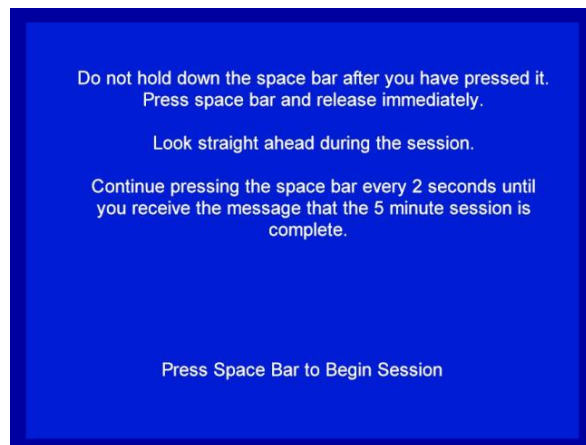 Do not hold down the space bar after you have pressed it.
Press space bar and release immediately.
Look straight ahead during the session.
Continue pressing the space bar every 2 seconds until
you receive the message that the 5 minute session is
complete.
Press Space Bar to Begin Session